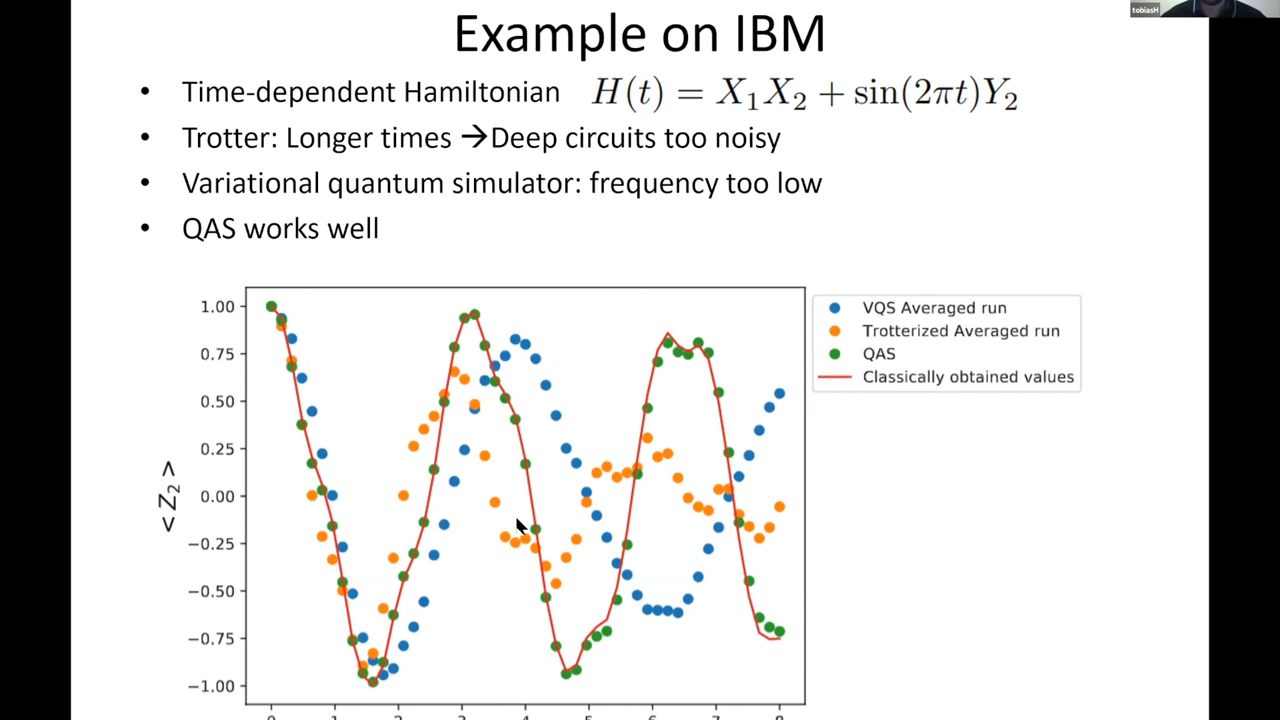 tobiasH
Example on IBM
• Time-dependent Hamiltonian H(t) = X₁X₂ + sin(2πt)Y₂
• Trotter: Longer times →Deep circuits too noisy
• Variational quantum simulator: frequency too low
• QAS works well
VQS Averaged run
Trotterized Averaged run
QAS
Classically obtained values
1.00
0.75
0.50
0.25
0.00
−0.25
−0.50
−0.75
−1.00
< Z₂ >
0 1 2 3 4 5 6 7 8